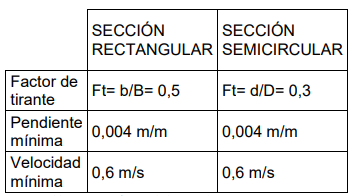 SECCIÓN RECTANGULAR SECCIÓN SEMICIRCULAR
Factor de tirante Ft= b/B= 0,5 Ft= d/D= 0,3
Pendiente mínima 0,004 m/m 0,004 m/m
Velocidad mínima 0,6 m/s 0,6 m/s